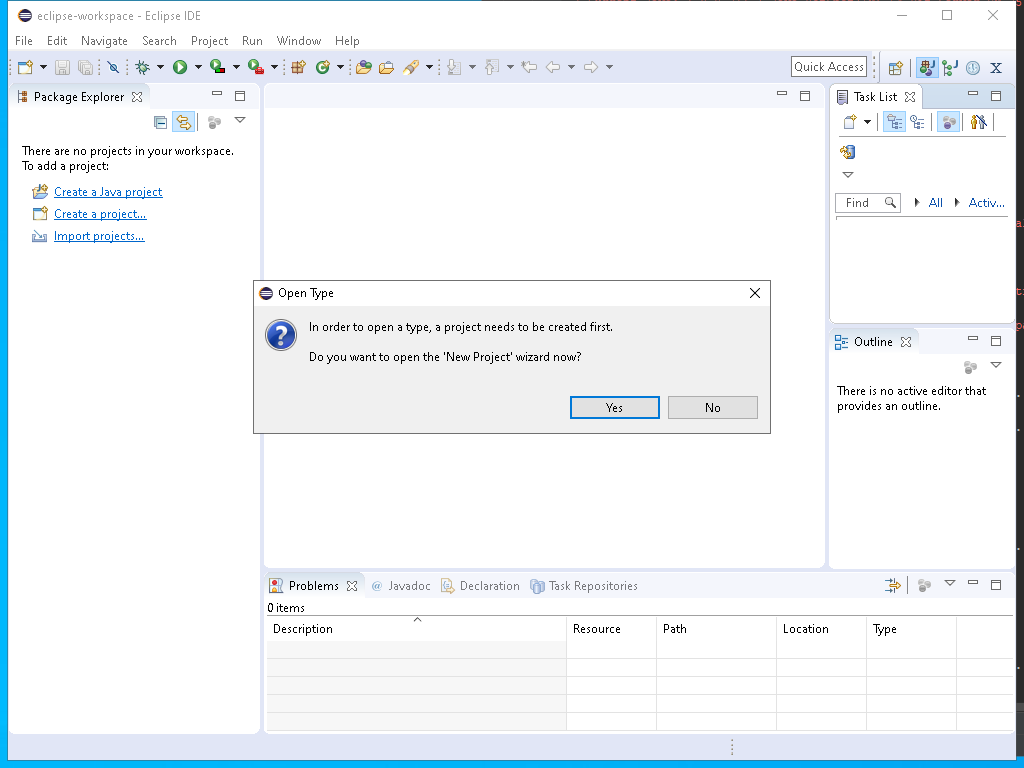 eclipse-workspace - Eclipse IDE
File Edit Navigate Search Project Run Window Help
Quick Access
Package Explorer
There are no projects in your workspace.
To add a project:
Create a Java project
Create a project...
Import projects...
Task List
Find
All
Activ...
Open Type
In order to open a type, a project needs to be created first.
Do you want to open the 'New Project' wizard now?
Yes
No
Outline
There is no active editor that
provides an outline.
Problems
@ Javadoc
Declaration
Task Repositories
0 items
Description Resource Path Location Type